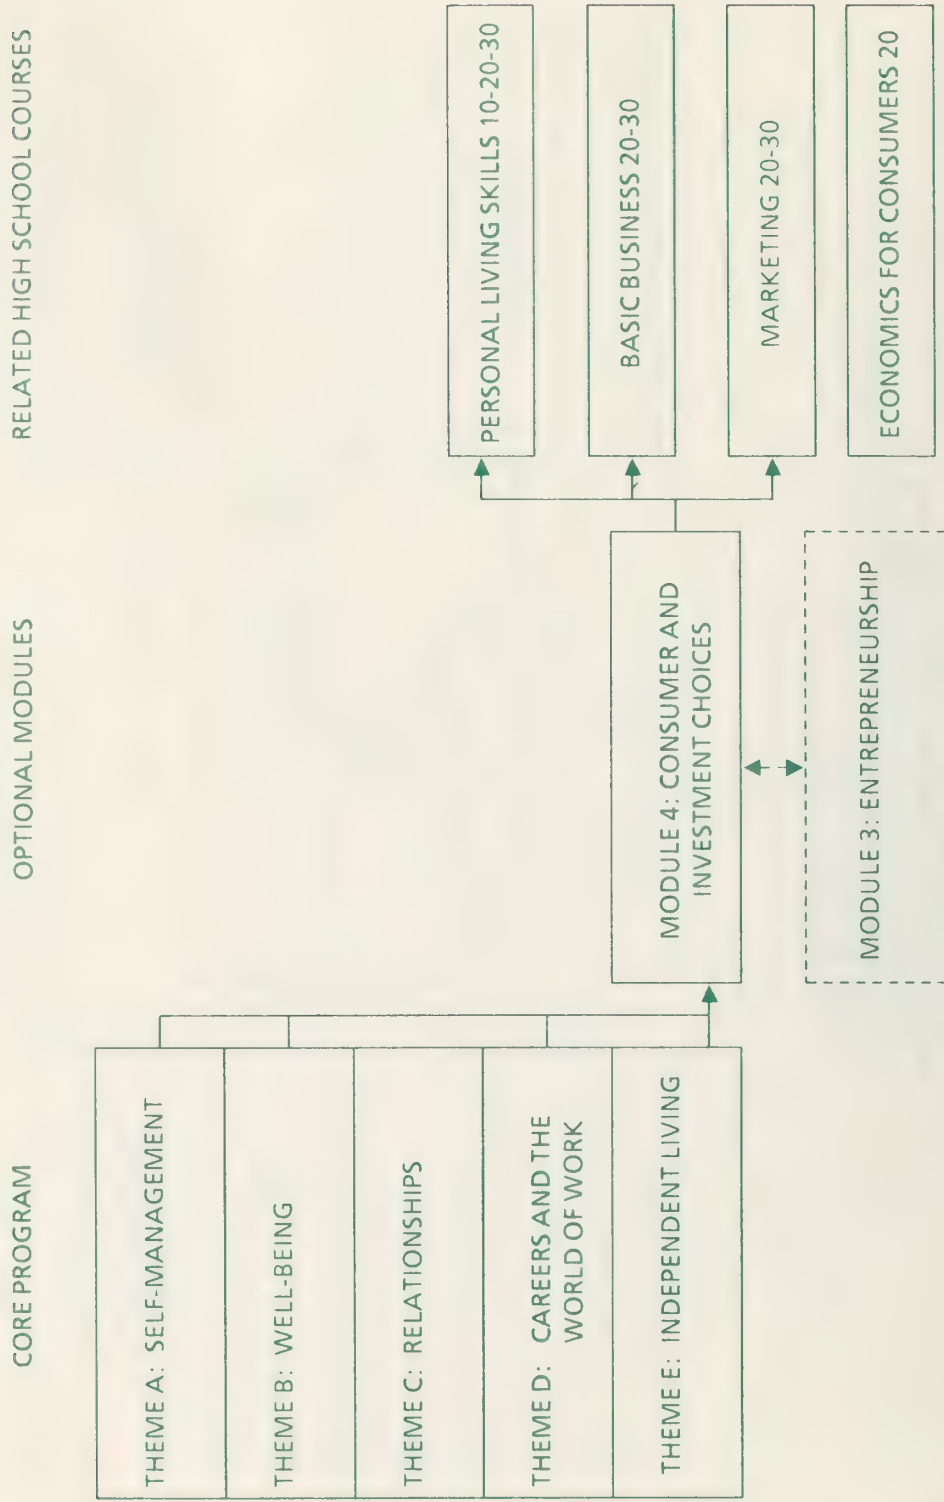 CORE PROGRAM
OPTIONAL MODULES
RELATED HIGH SCHOOL COURSES
THEME A: SELF-MANAGEMENT
THEME B: WELL-BEING
THEME C: RELATIONSHIPS
THEME D: CAREERS AND THE
WORLD OF WORK
THEME E: INDEPENDENT LIVING
MODULE 4: CONSUMER AND
INVESTMENT CHOICES
MODULE 3: ENTREPRENEURSHIP
PERSONAL LIVING SKILLS 10-20-30
BASIC BUSINESS 20-30
MARKETING 20-30
ECONOMICS FOR CONSUMERS 20